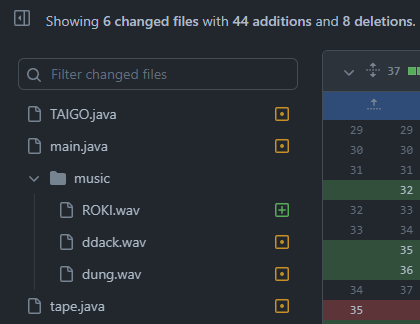 Showing 6 changed files with 44 additions and 8 deletions.
Filter changed files
37
TAIGO.java
main.java
music
ROKI.wav
ddack.wav
dung.wav
tape.java
29 29
30 30
31 31
32
32 33
33 34
35
36
34 37
35